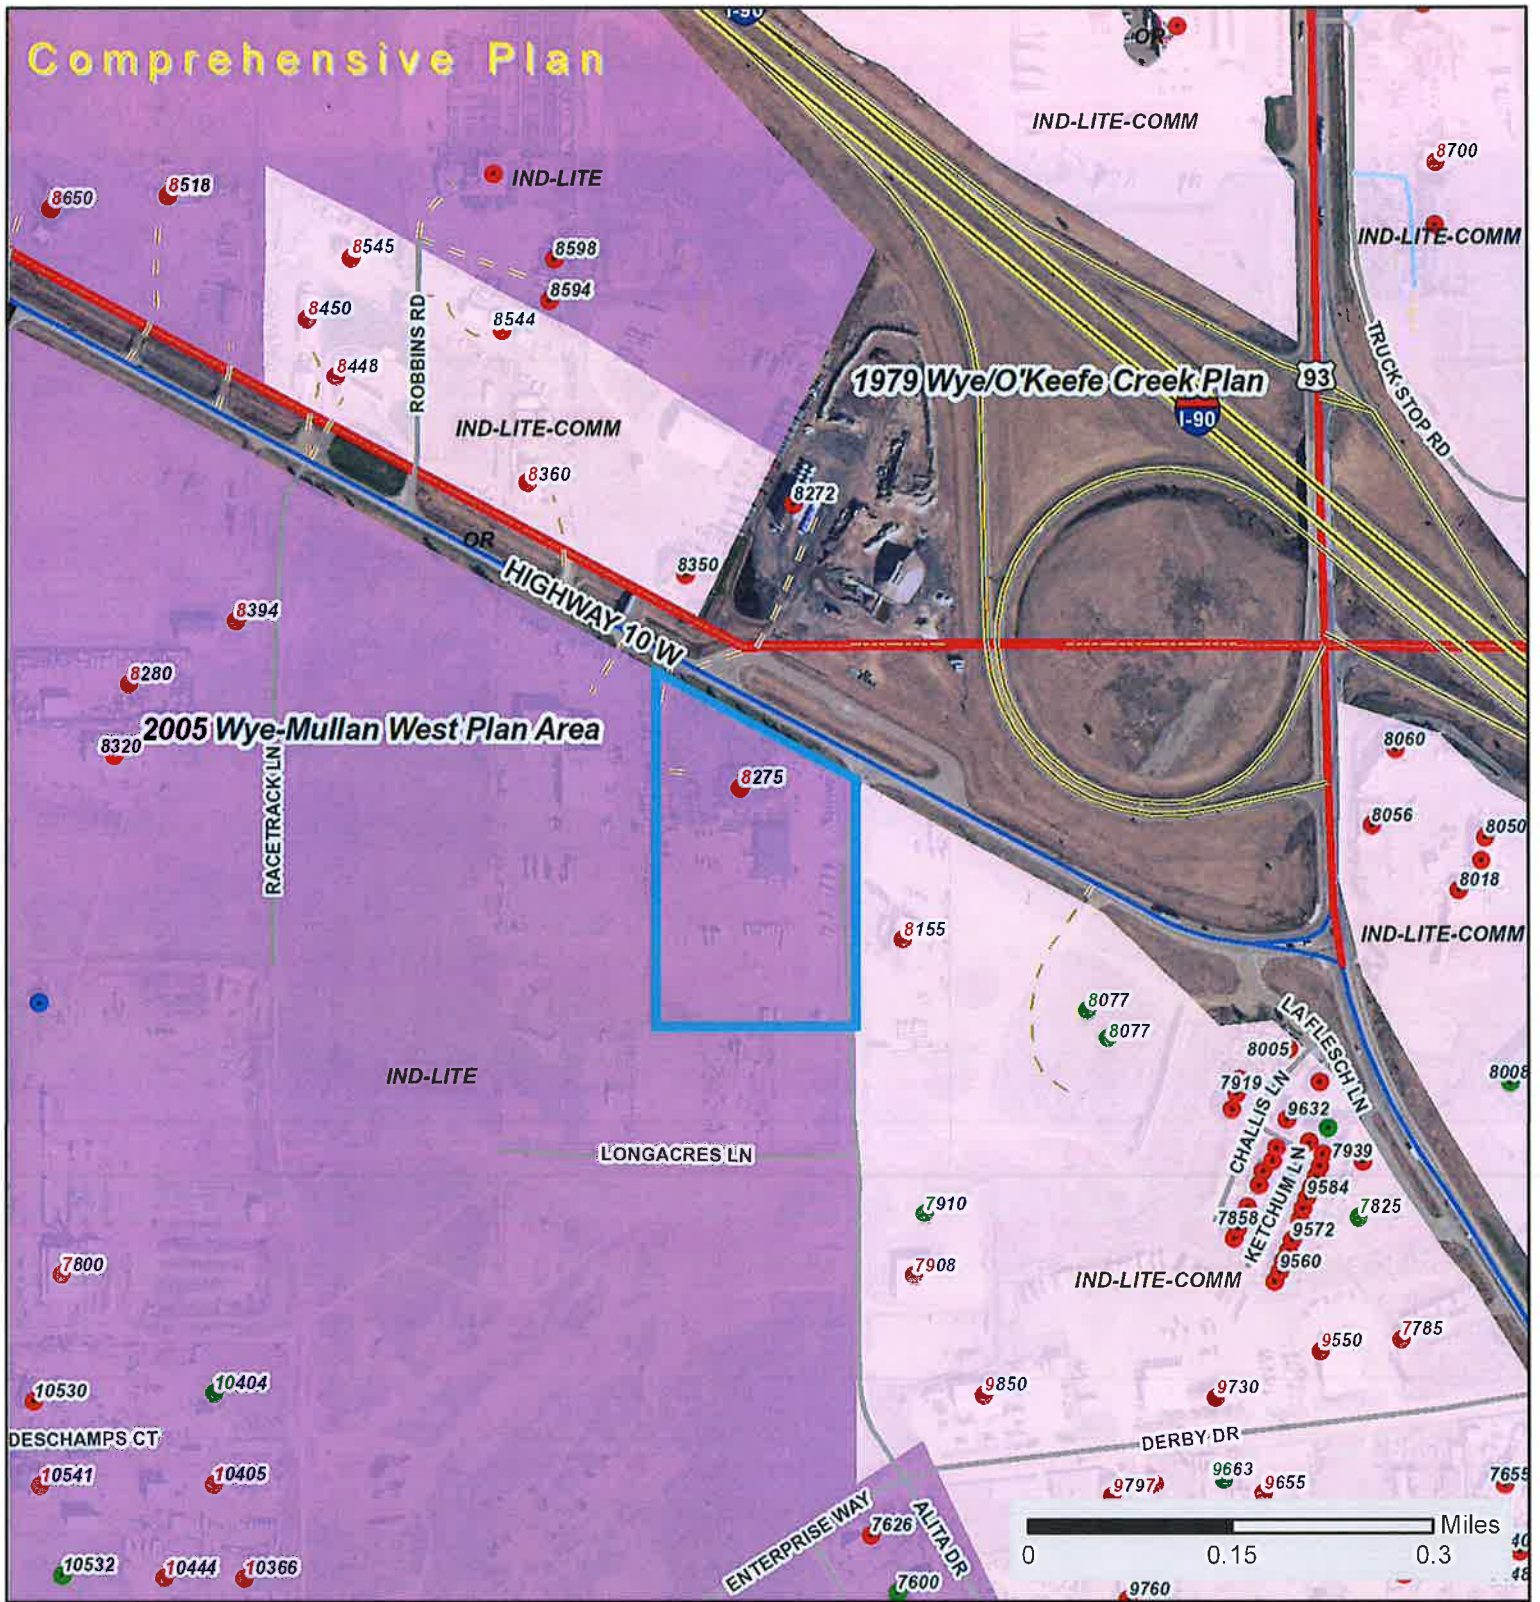 I-90
Comprehensive Plan
OR
IND-LITE-COMM
8700
IND-LITE
8518
8650
IND-LITE-COMM
8545
8598
8594
8450
8544
ROBBINS RD
8448
1979 Wye/O'Keefe Creek Plan
93
TRUCK STOP RD
I-90
IND-LITE-COMM
8360
8272
OR
8350
HIGHWAY 10 W
8394
8280
2005 Wye-Mullan West Plan Area
8320
RACETRACK LN
8275
8060
8056
8050
8018
8155
IND-LITE-COMM
8077
8077
LAFLESCH LN
8005
IND-LITE
8008
7919
CHALLIS LN
9632
LONGACRES LN
7939
KETCHUM LN
9584
7910
7858
7825
9572
9560
7800
7908
IND-LITE-COMM
7785
9550
10530
10404
9850
9730
DESCHAMPS CT
DERBY DR
10541
10405
9797
9663
9655
7655
ENTERPRISE WAY
ALITA DR
7626
Miles
0
0.15
0.3
10532
10444
10366
7600
9760